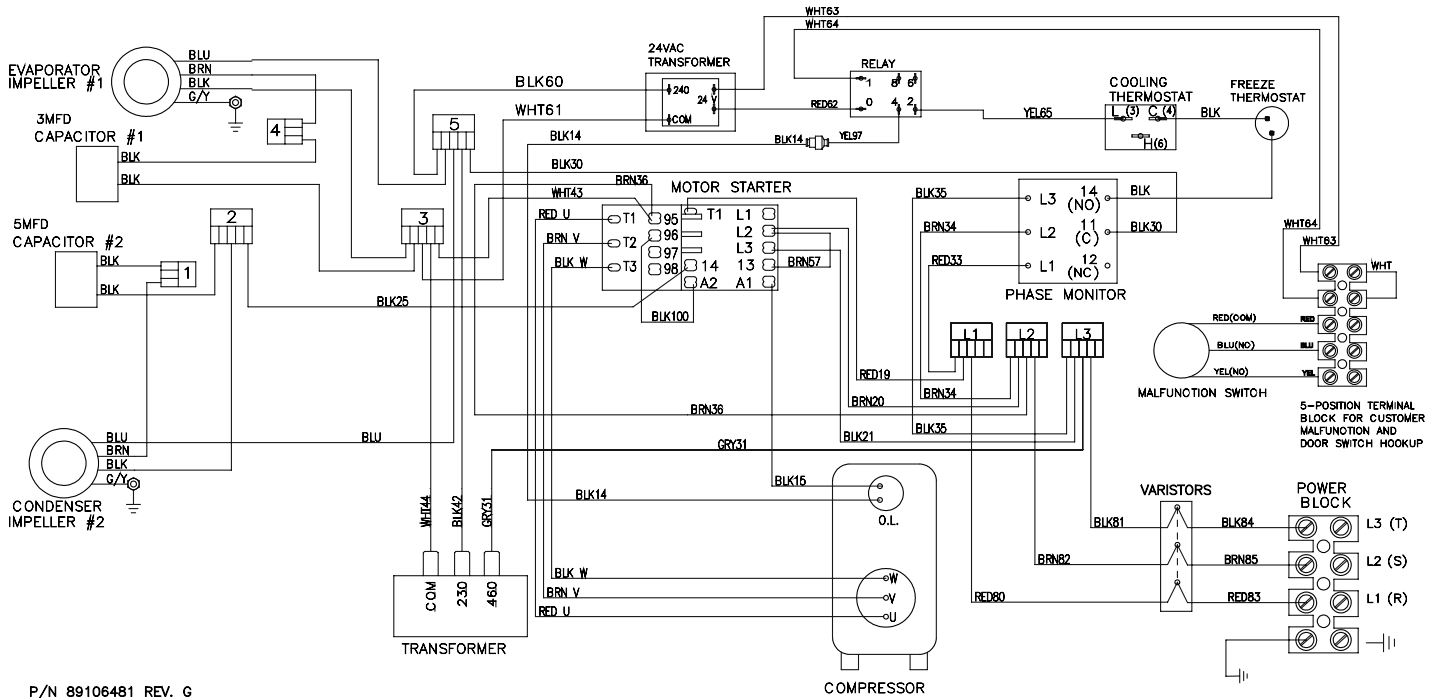 WHT63
WHT64
EVAPORATOR
IMPELLER #1
BLU
BRN
BLK
G/Y
3MFD
CAPACITOR #1
BLK
BLK
4
5
BLK60
WHT61
BLK14
BLK30
24VAC
TRANSFORMER
240
24 V
COM
RELAY
1 8 6
0 4 2
RED62
BLK14
YEL97
YEL65
COOLING
THERMOSTAT
L (3) C (4)
H(6)
BLK
FREEZE
THERMOSTAT
5MFD
CAPACITOR #2
BLK
BLK
1
2
3
BRN36
WHT43
MOTOR STARTER
RED U
BRN V
BLK W
T1
T2
T3
95
96
97
98
T1
14
A2
L1
L2
L3
13
A1
BRN57
BLK25
BLK100
BLK35
BRN34
RED33
L3 14
(NO)
L2 11
(C)
L1 12
(NC)
PHASE MONITOR
BLK
BLK30
WHT64
WHT63
WHT
RED(COM)
RED
BLU(NO)
BLU
YEL(NO)
YEL
MALFUNCTION SWITCH
5-POSITION TERMINAL
BLOCK FOR CUSTOMER
MALFUNCTION AND
DOOR SWITCH HOOKUP
L1
L2
L3
RED19
BRN34
BRN20
BRN36
BLK35
BLK21
GRY31
BLU
BRN
BLK
G/Y
BLU
CONDENSER
IMPELLER #2
WHT44
BLK42
GRY31
COM
230
460
TRANSFORMER
BLK14
BLK15
O.L.
BLK W
BRN V
RED U
W
V
U
COMPRESSOR
VARISTORS
BLK81
BLK84
BRN82
BRN85
RED80
RED83
POWER
BLOCK
L3 (T)
L2 (S)
L1 (R)
P/N 89106481 REV. G